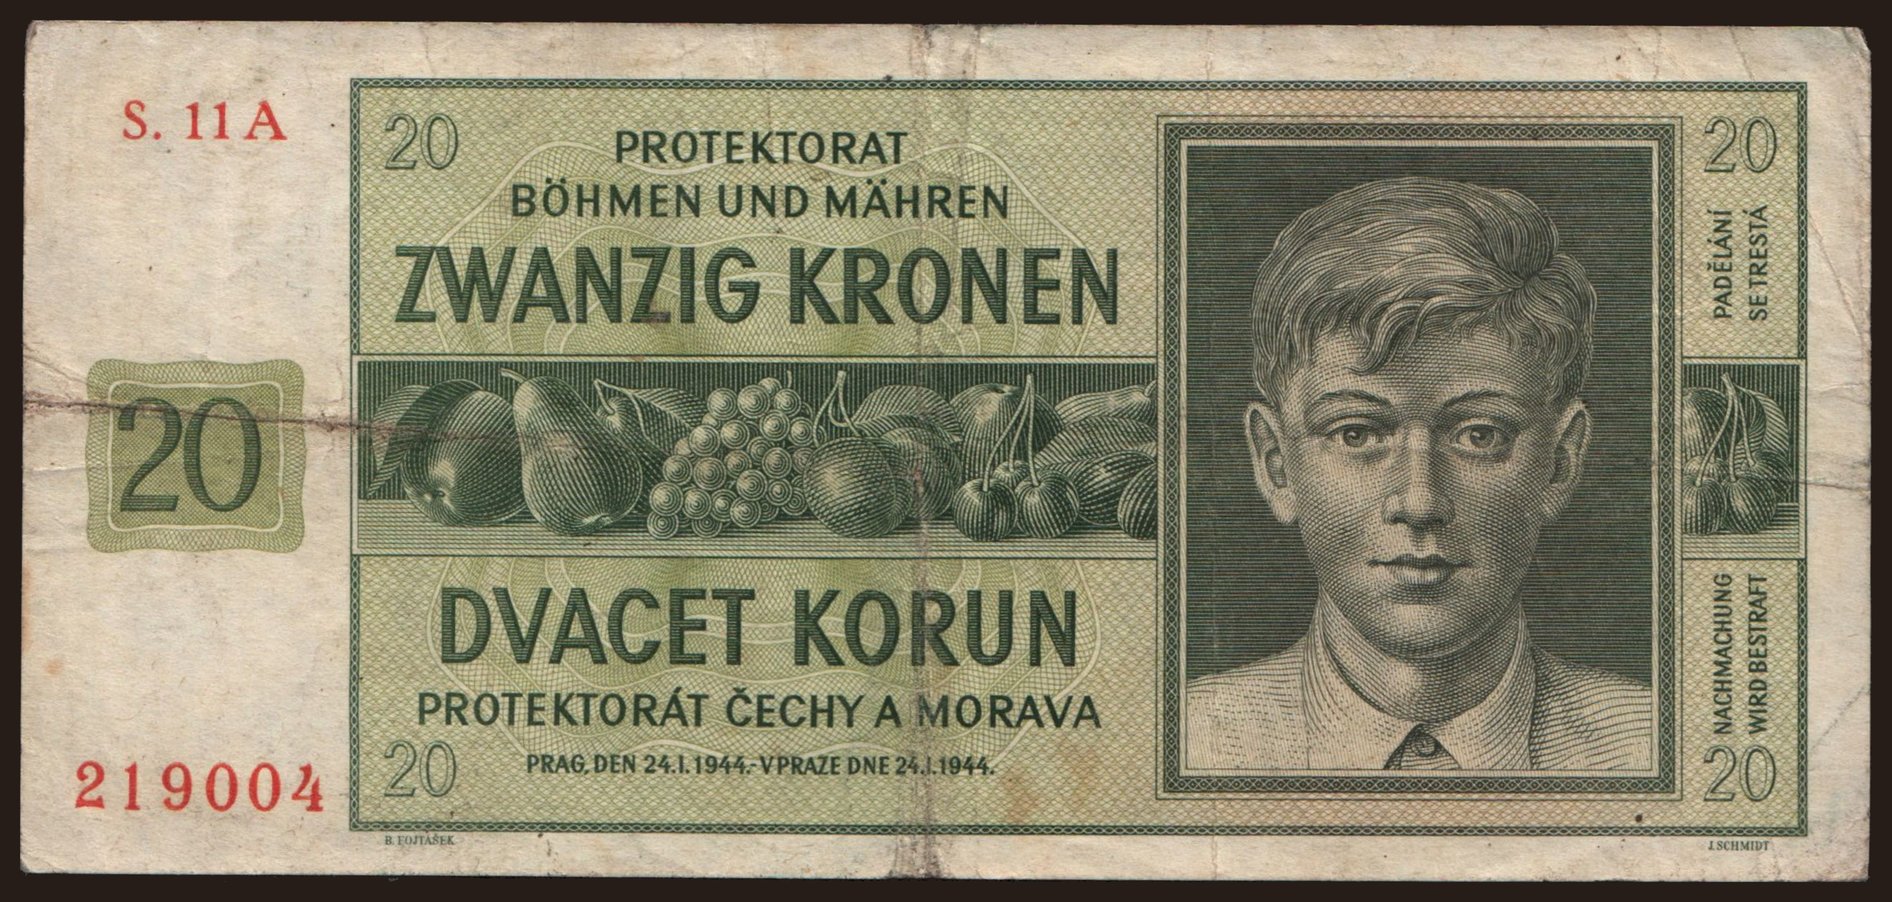 S. 11 A
20
PROTEKTORAT
BÖHMEN UND MÄHREN
ZWANZIG KRONEN
20
DVACET KORUN
PROTEKTORÁT ČECHY A MORAVA
PRAG, DEN 24.I.1944.-V PRAZE DNE 24.I.1944.
20
219004
B. FOJTÁŠEK
20
PADĚLÁNÍ
SE TRESTÁ
NACHMACHUNG
WIRD BESTRAFT
20
J. SCHMIDT